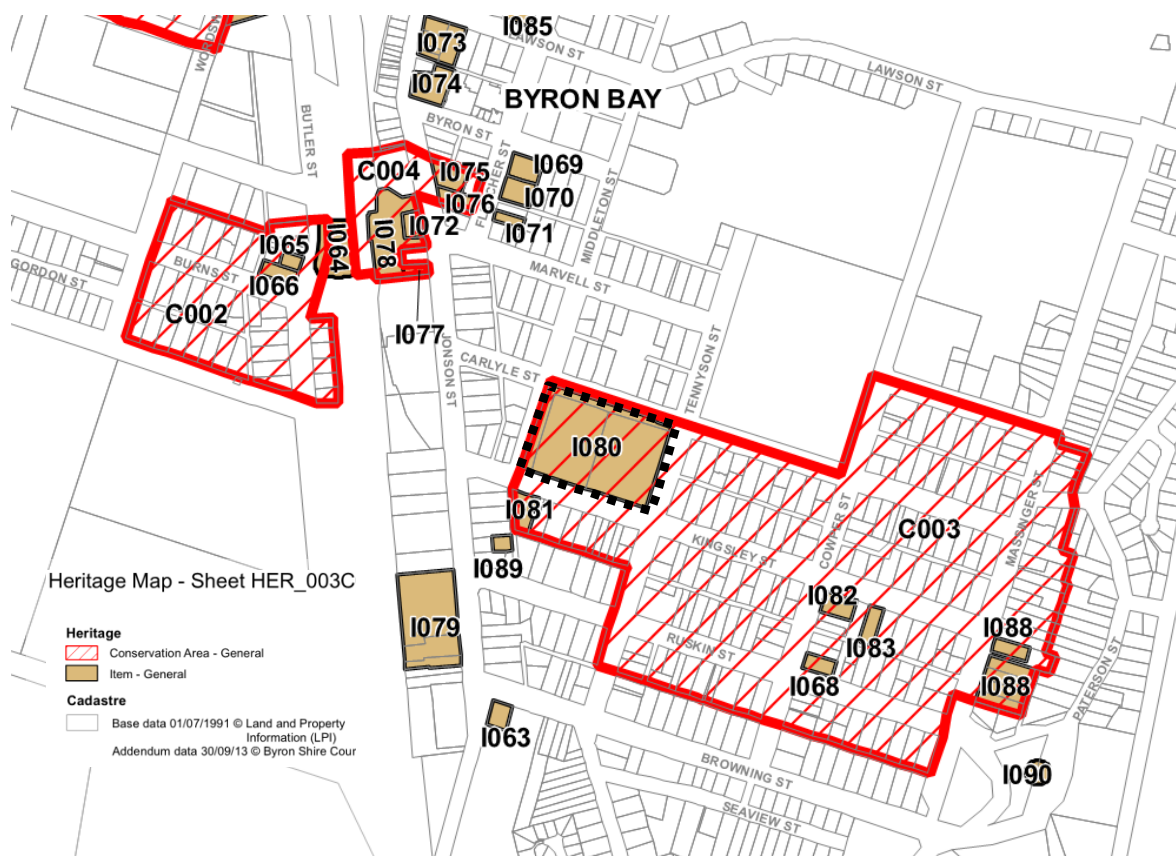 I085
LAWSON ST
I073
WORDSW
LAWSON ST
I074
BYRON BAY
BUTLER ST
BYRON ST
FLETCHER ST
I069
C004
I075
I070
I076
MIDDLETON ST
I072
I071
I065
I064
I078
GORDON ST
BURNS ST
I066
MARVELL ST
C002
I077
JONSON ST
CARLYLE ST
TENNYSON ST
I080
I081
COWPER ST
C003
MASSINGER ST
KINGSLEY ST
I089
Heritage Map - Sheet HER_003C
I082
Heritage
I079
I083
I088
Conservation Area - General
RUSKIN ST
Item - General
I068
I088
PATERSON ST
Cadastre
Base data 01/07/1991 © Land and Property
Information (LPI)
Addendum data 30/09/13 © Byron Shire Cour
I063
BROWNING ST
I090
SEAVIEW ST